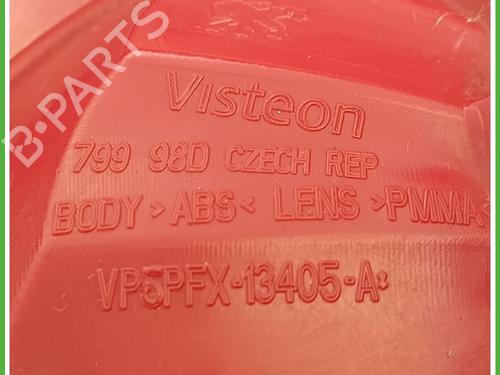 B-PARTS
Visteon
799 98D CZECH REP
BODY >ABS< LENS >PMMA<
VP5PFX-13405-A